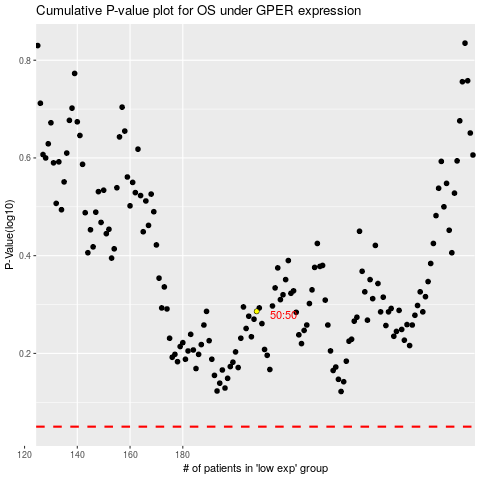 Cumulative P-value plot for OS under GPER expression
P-Value(log10)
0.8
0.6
0.4
0.2
50:50
120 140 150 160 180
# of patients in 'low exp' group